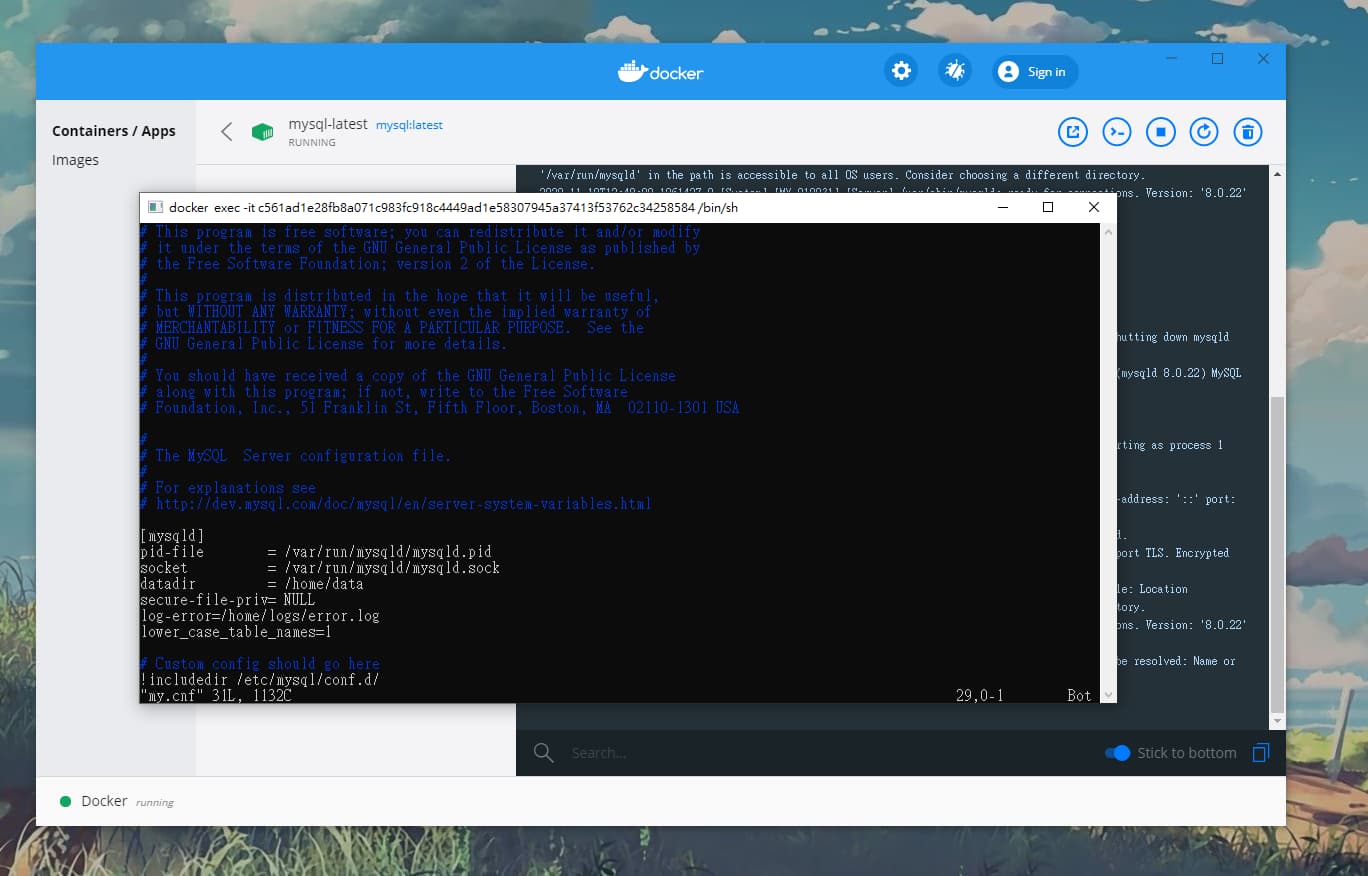 docker
Sign in
Containers / Apps
Images
mysql-latest mysql:latest
RUNNING
'/var/run/mysqld' in the path is accessible to all OS users. Consider choosing a different directory.
ready for connections. Version: '8.0.22'
docker exec -it c561ad1e28fb8a071c983fc918c4449ad1e58307945a37413f53762c34258584 /bin/sh
# This program is free software; you can redistribute it and/or modify
# it under the terms of the GNU General Public License as published by
# the Free Software Foundation; version 2 of the License.
#
# This program is distributed in the hope that it will be useful,
# but WITHOUT ANY WARRANTY; without even the implied warranty of
# MERCHANTABILITY or FITNESS FOR A PARTICULAR PURPOSE.  See the
# GNU General Public License for more details.
#
# You should have received a copy of the GNU General Public License
# along with this program; if not, write to the Free Software
# Foundation, Inc., 51 Franklin St, Fifth Floor, Boston, MA  02110-1301 USA
#
# The MySQL  Server configuration file.
#
# For explanations see
# http://dev.mysql.com/doc/mysql/en/server-system-variables.html
[mysqld]
pid-file        = /var/run/mysqld/mysqld.pid
socket          = /var/run/mysqld/mysqld.sock
datadir         = /home/data
secure-file-priv= NULL
log-error=/home/logs/error.log
lower_case_table_names=1
# Custom config should go here
!includedir /etc/mysql/conf.d/
"my.cnf" 31L, 1132C 29,0-1 Bot
utting down mysqld
(mysqld 8.0.22) MySQL
rting as process 1
-address: '::' port:
d.
port TLS. Encrypted
le: Location
tory.
ons. Version: '8.0.22'
be resolved: Name or
Search...
Stick to bottom
Docker running